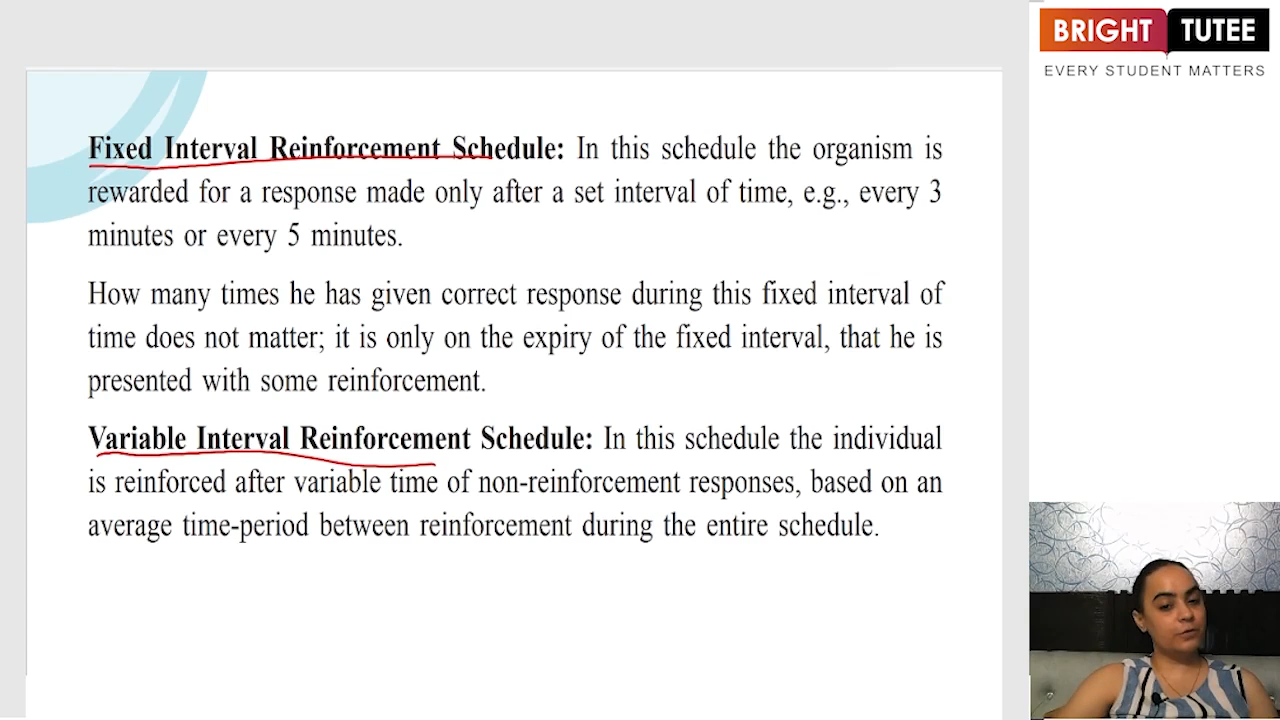 BRIGHT TUTEE
EVERY STUDENT MATTERS
Fixed Interval Reinforcement Schedule: In this schedule the organism is
rewarded for a response made only after a set interval of time, e.g., every 3
minutes or every 5 minutes.
How many times he has given correct response during this fixed interval of
time does not matter; it is only on the expiry of the fixed interval, that he is
presented with some reinforcement.
Variable Interval Reinforcement Schedule: In this schedule the individual
is reinforced after variable time of non-reinforcement responses, based on an
average time-period between reinforcement during the entire schedule.